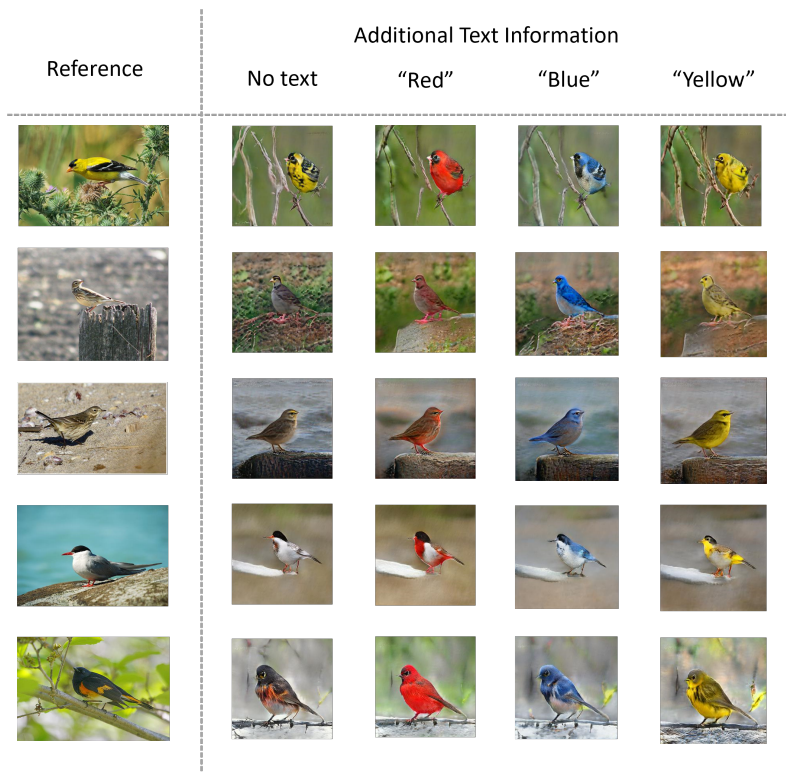 Additional Text Information
Reference
No text
“Red”
“Blue”
“Yellow”